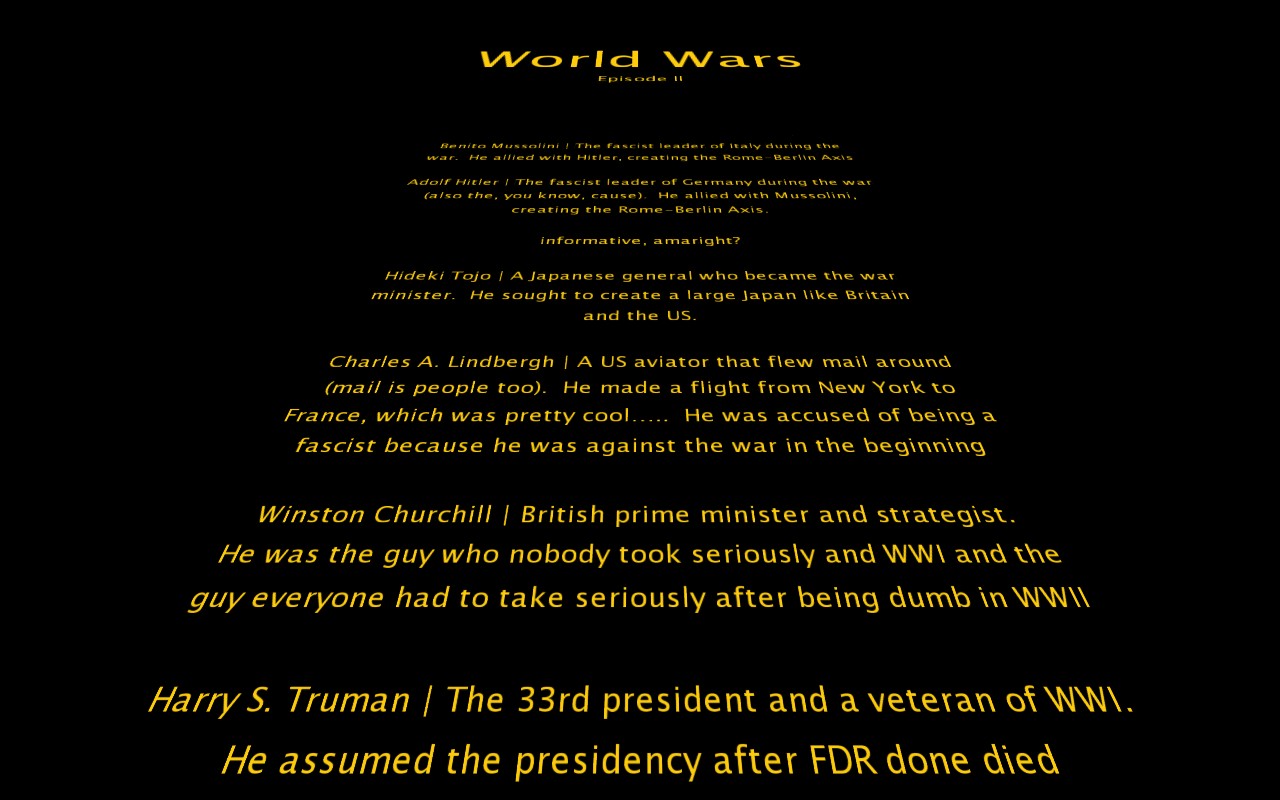 World Wars
Episode II
Benito Mussolini | The fascist leader of Italy during the
war.  He allied with Hitler, creating the Rome-Berlin Axis
Adolf Hitler | The fascist leader of Germany during the war
(also the, you know, cause).  He allied with Mussolini,
creating the Rome-Berlin Axis.
informative, amaright?
Hideki Tojo | A Japanese general who became the war
minister.  He sought to create a large Japan like Britain
and the US.
Charles A. Lindbergh | A US aviator that flew mail around
(mail is people too).  He made a flight from New York to
France, which was pretty cool.....  He was accused of being a
fascist because he was against the war in the beginning
Winston Churchill | British prime minister and strategist.
He was the guy who nobody took seriously and WWI and the
guy everyone had to take seriously after being dumb in WWII
Harry S. Truman | The 33rd president and a veteran of WWI.
He assumed the presidency after FDR done died